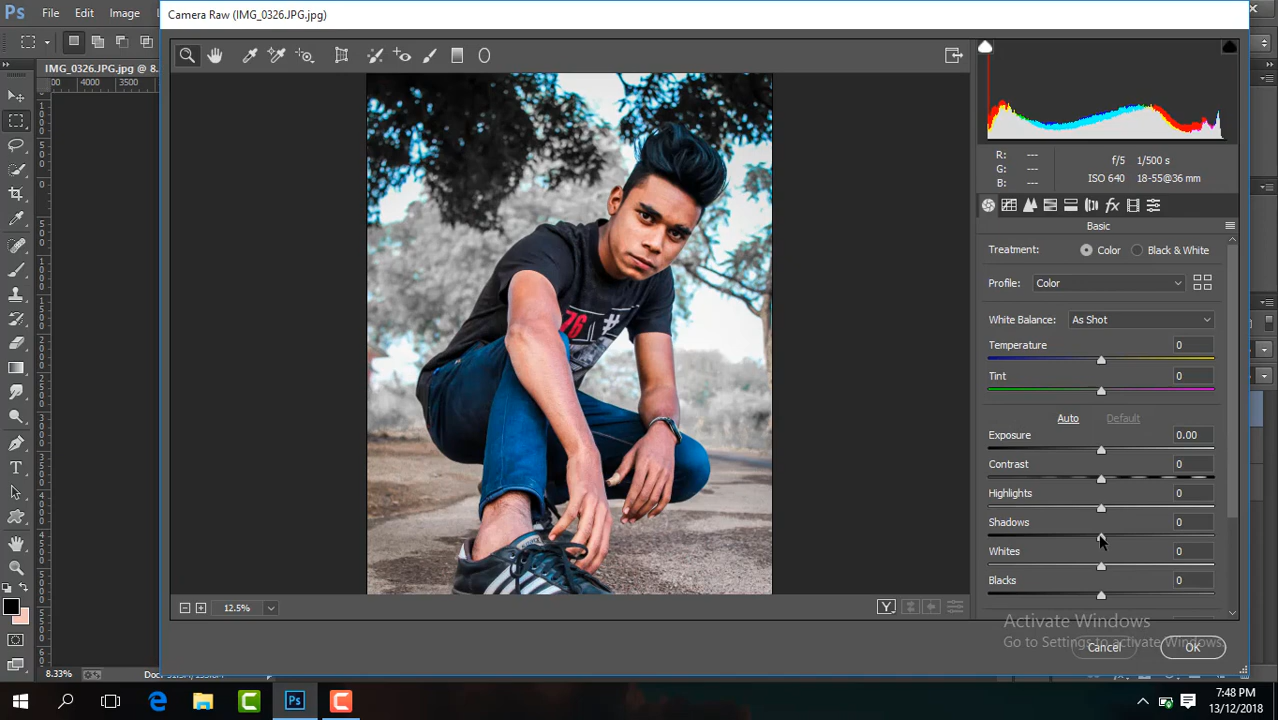 Ps File Edit Image
Camera Raw (IMG_0326.JPG.jpg)
IMG_0326.JPG.jpg @ 8.
4000 3500
R: --- f/5 1/500 s
G: ---
B: --- ISO 640 18-55@36 mm
Basic
Treatment: Color Black & White
Profile: Color
White Balance: As Shot
Temperature 0
Tint 0
Auto Default
Exposure 0.00
Contrast 0
Highlights 0
Shadows 0
Whites 0
Blacks 0
76 #
12.5%
Y
Activate Windows
Go to Settings to activate Windows.
Cancel OK
8.33%
7:48 PM
13/12/2018